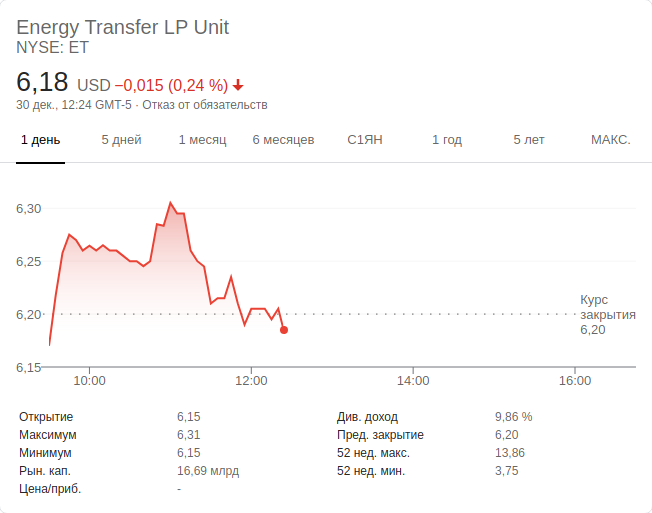 Energy Transfer LP Unit
NYSE: ET
6,18 USD −0,015 (0,24 %)
30 дек., 12:24 GMT-5 · Отказ от обязательств
1 день 5 дней 1 месяц 6 месяцев С1ЯН 1 год 5 лет МАКС.
6,30
6,25
6,20
6,15
Курс
закрытия
6,20
10:00 12:00 14:00 16:00
Открытие 6,15 Див. доход 9,86 %
Максимум 6,31 Пред. закрытие 6,20
Минимум 6,15 52 нед. макс. 13,86
Рын. кап. 16,69 млрд 52 нед. мин. 3,75
Цена/приб. -